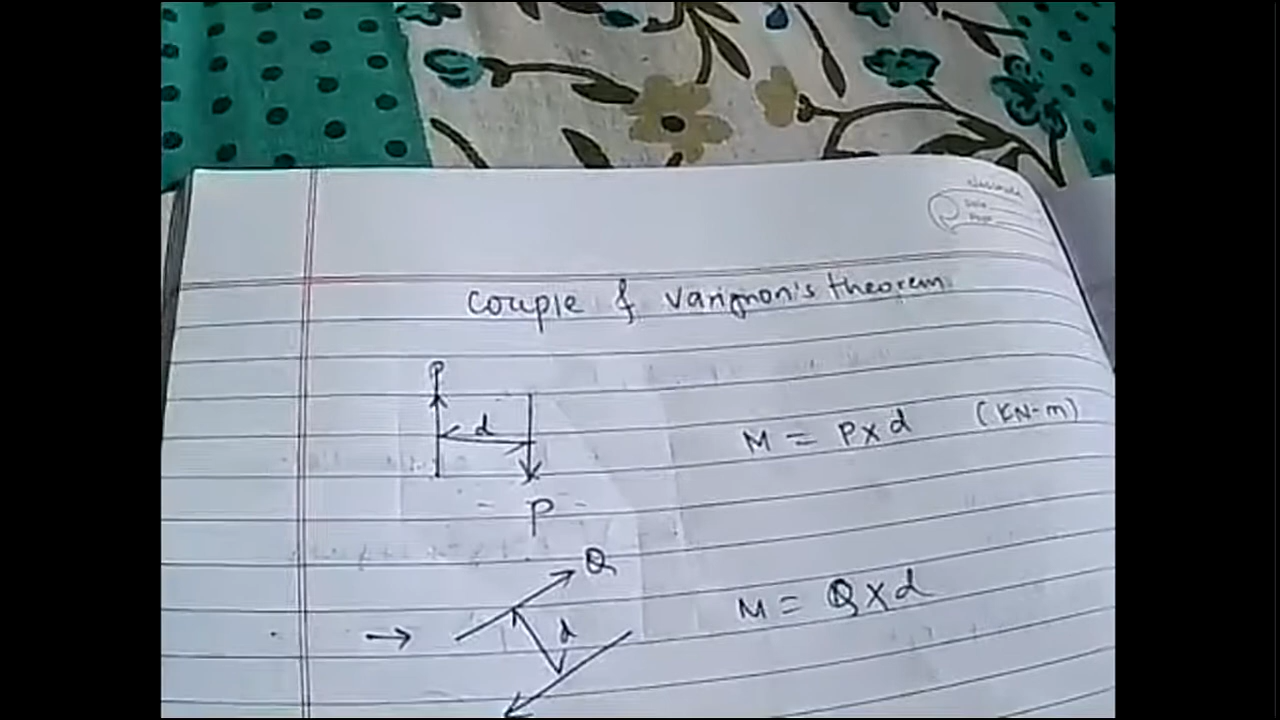 Couple & Varignon's theorem
P
d
M = P x d (KN-m)
P
Q
d
M = Q x d